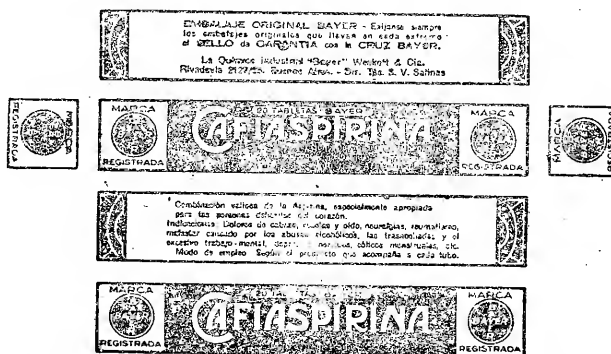 EMBALAJE ORIGINAL BAYER - Exíjanse siempre
los embalajes originales que llevan en cada extremo
el SELLO de GARANTIA con la CRUZ BAYER.
La Química Industrial "Bayer" Weskott & Cía.
Rivadavia 2127/55. Buenos Aires. - Dir. Téc. S. V. Salinas
MARCA
REGISTRADA
MARCA
REGISTRADA
20 TABLETAS BAYER
CAFIASPIRINA
MARCA
REGISTRADA
MARCA
REGISTRADA
Combinación valiosa de la Aspirina, especialmente apropiada
para las personas del corazón.
Indicaciones: Dolores de cabeza, muelas y oído, neuralgias, reumatismo,
malestar causado por los abusos alcohólicos, las trasnochadas y el
excesivo trabajo mental, cólicos menstruales, etc.
Modo de empleo: Según el prospecto que acompaña a cada tubo.
MARCA
REGISTRADA
CAFIASPIRINA
MARCA
REGISTRADA